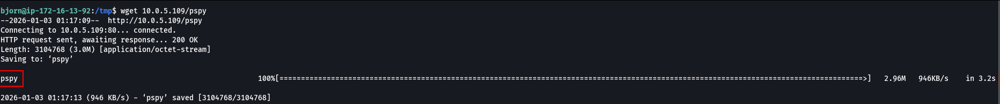 bjorn@ip-172-16-13-92:/tmp$ wget 10.0.5.109/pspy
--2026-01-03 01:17:09--  http://10.0.5.109/pspy
Connecting to 10.0.5.109:80... connected.
HTTP request sent, awaiting response... 200 OK
Length: 3104768 (3.0M) [application/octet-stream]
Saving to: ‘pspy’
pspy 100%[=======================================================================================================================================>] 2.96M 946KB/s in 3.2s
2026-01-03 01:17:13 (946 KB/s) - ‘pspy’ saved [3104768/3104768]